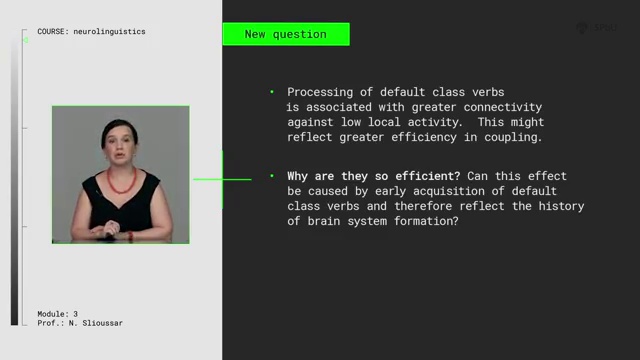 COURSE: neurolinguistics
New question
• Processing of default class verbs
is associated with greater connectivity
against low local activity. This might
reflect greater efficiency in coupling.
• Why are they so efficient? Can this effect
be caused by early acquisition of default
class verbs and therefore reflect the history
of brain system formation?
Module: 3
Prof.: N. Slioussar